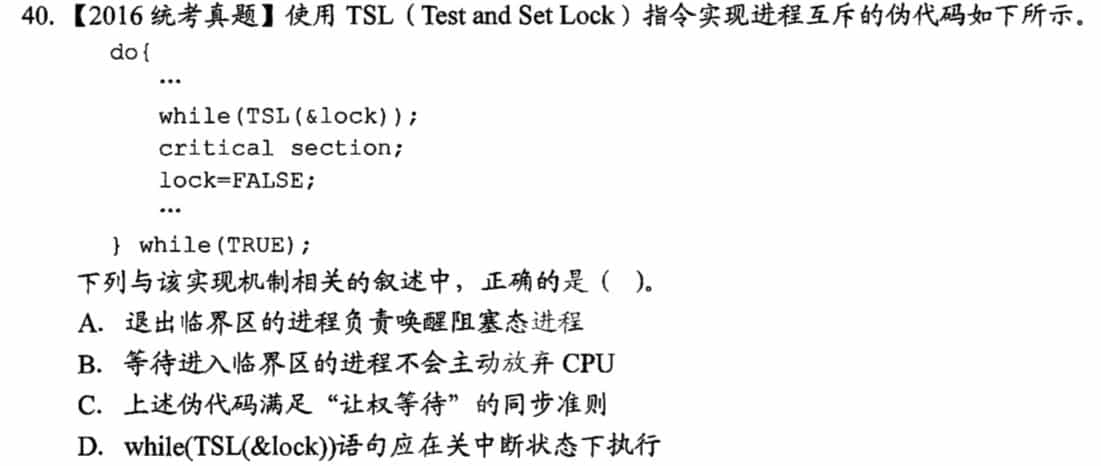 40. 【2016 统考真题】使用 TSL（Test and Set Lock）指令实现进程互斥的伪代码如下所示。
do{
…
while(TSL(&lock));
critical section;
lock=FALSE;
…
} while(TRUE);
下列与该实现机制相关的叙述中，正确的是（ ）。
A. 退出临界区的进程负责唤醒阻塞态进程
B. 等待进入临界区的进程不会主动放弃 CPU
C. 上述伪代码满足“让权等待”的同步准则
D. while(TSL(&lock))语句应在关中断状态下执行